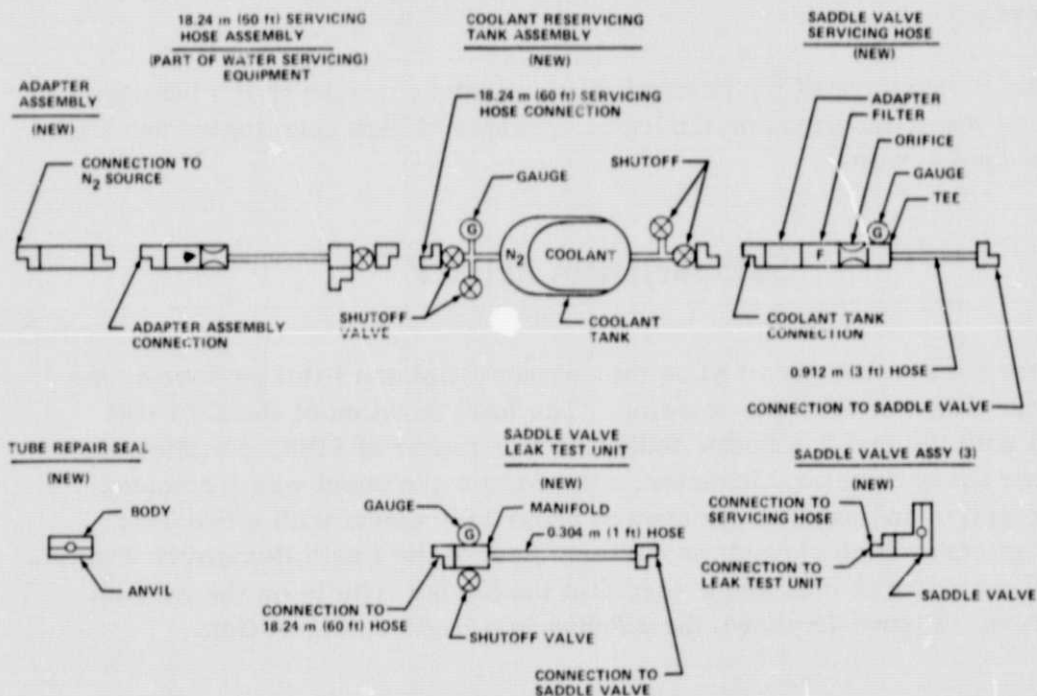 18.24 m (60 ft) SERVICING
HOSE ASSEMBLY
(PART OF WATER SERVICING)
EQUIPMENT
COOLANT RESERVICING
TANK ASSEMBLY
(NEW)
SADDLE VALVE
SERVICING HOSE
(NEW)
ADAPTER
ASSEMBLY
(NEW)
CONNECTION TO
N2 SOURCE
18.24 m (60 ft) SERVICING
HOSE CONNECTION
GAUGE
SHUTOFF
ADAPTER
FILTER
ORIFICE
GAUGE
TEE
G
N2
COOLANT
G
F
ADAPTER ASSEMBLY
CONNECTION
SHUTOFF
VALVE
COOLANT
TANK
COOLANT TANK
CONNECTION
0.912 m (3 ft) HOSE
CONNECTION TO SADDLE VALVE
TUBE REPAIR SEAL
(NEW)
BODY
ANVIL
SADDLE VALVE
LEAK TEST UNIT
(NEW)
GAUGE
MANIFOLD
0.304 m (1 ft) HOSE
G
CONNECTION TO
18.24 m (60 ft) HOSE
SHUTOFF VALVE
CONNECTION TO
SADDLE VALVE
SADDLE VALVE ASSY (3)
(NEW)
CONNECTION TO
SERVICING HOSE
CONNECTION TO
LEAK TEST UNIT
SADDLE VALVE